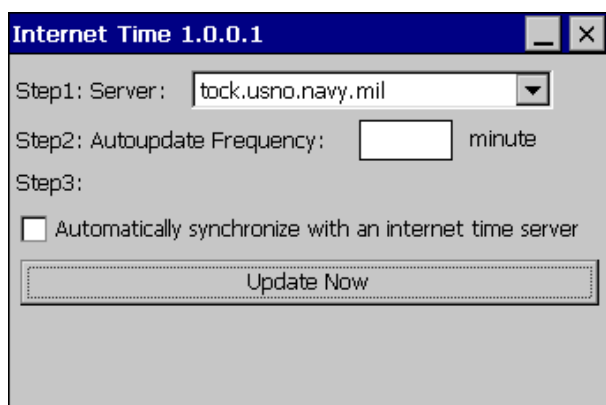 Internet Time 1.0.0.1
Step1: Server: tock.usno.navy.mil
Step2: Autoupdate Frequency: minute
Step3:
Automatically synchronize with an internet time server
Update Now